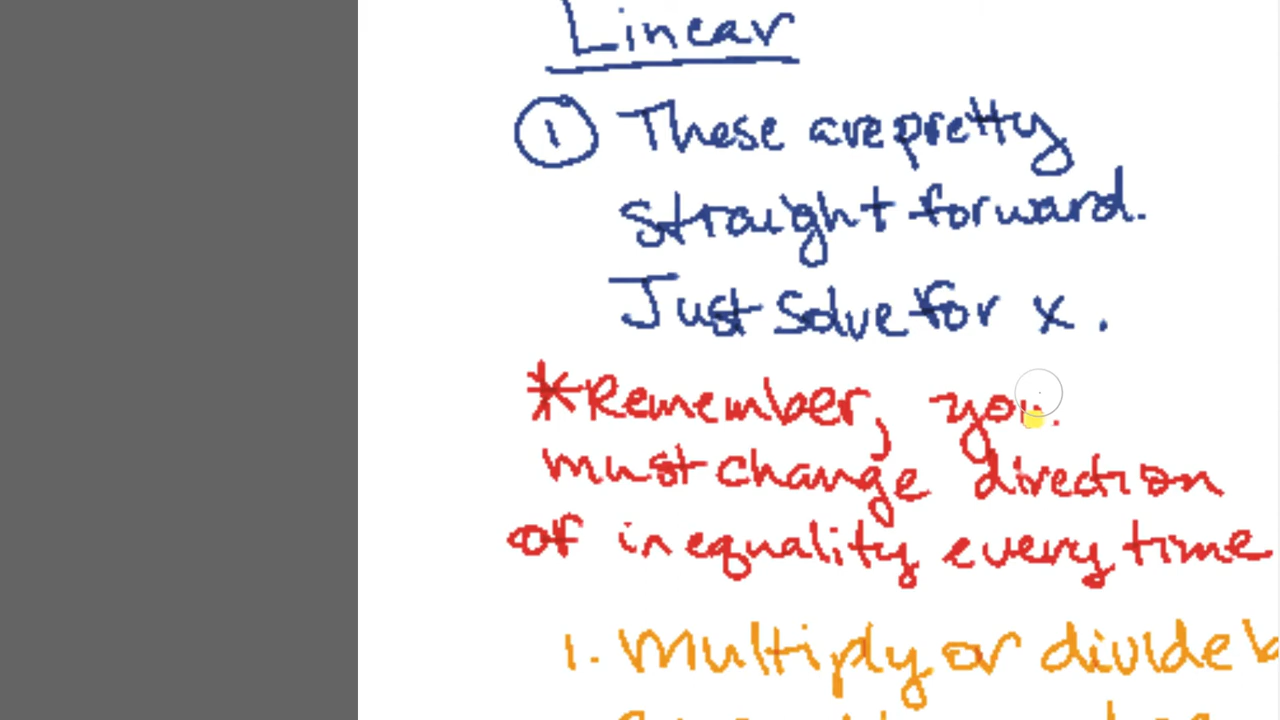 Linear
① These are pretty
straight forward.
Just solve for x.
*Remember, you
must change direction
of inequality every time
1. Multiply or divide